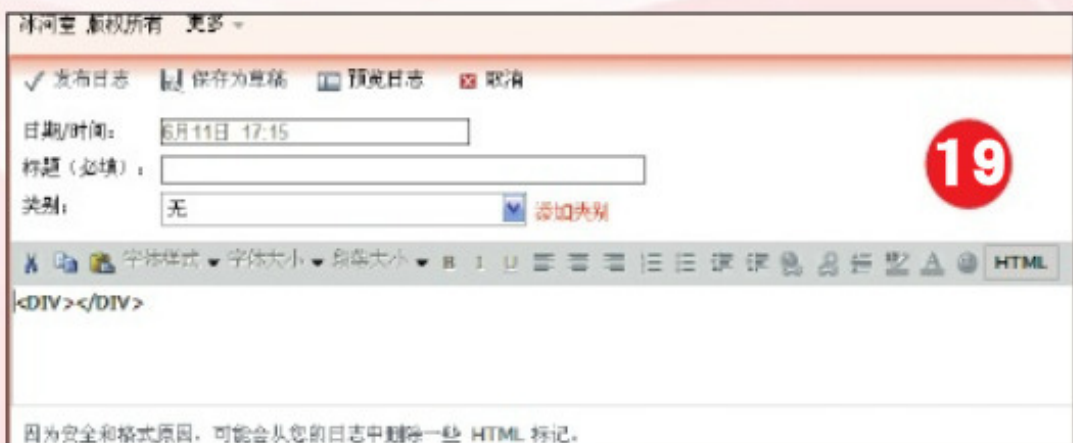 冰河室 版权所有 更多
发布日志 保存为草稿 预览日志 取消
日期/时间： 6月11日 17:15
标题（必填）：
19
类别： 无 添加类别
字体样式 字体大小 段落大小 B I U HTML
<DIV></DIV>
因为安全和格式原因，可能会从您的日志中删除一些 HTML 标记。